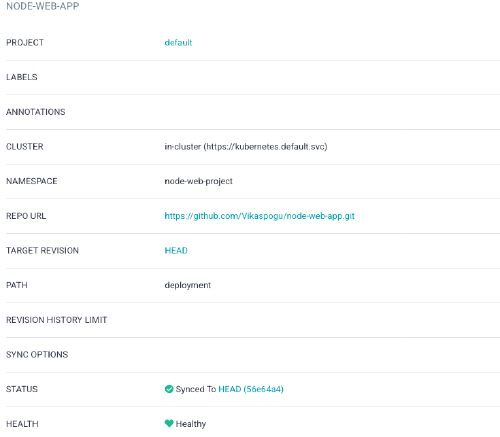 NODE-WEB-APP
PROJECT default
LABELS
ANNOTATIONS
CLUSTER in-cluster (https://kubernetes.default.svc)
NAMESPACE node-web-project
REPO URL https://github.com/Vikaspogu/node-web-app.git
TARGET REVISION HEAD
PATH deployment
REVISION HISTORY LIMIT
SYNC OPTIONS
STATUS Synced To HEAD (56e64a4)
HEALTH Healthy